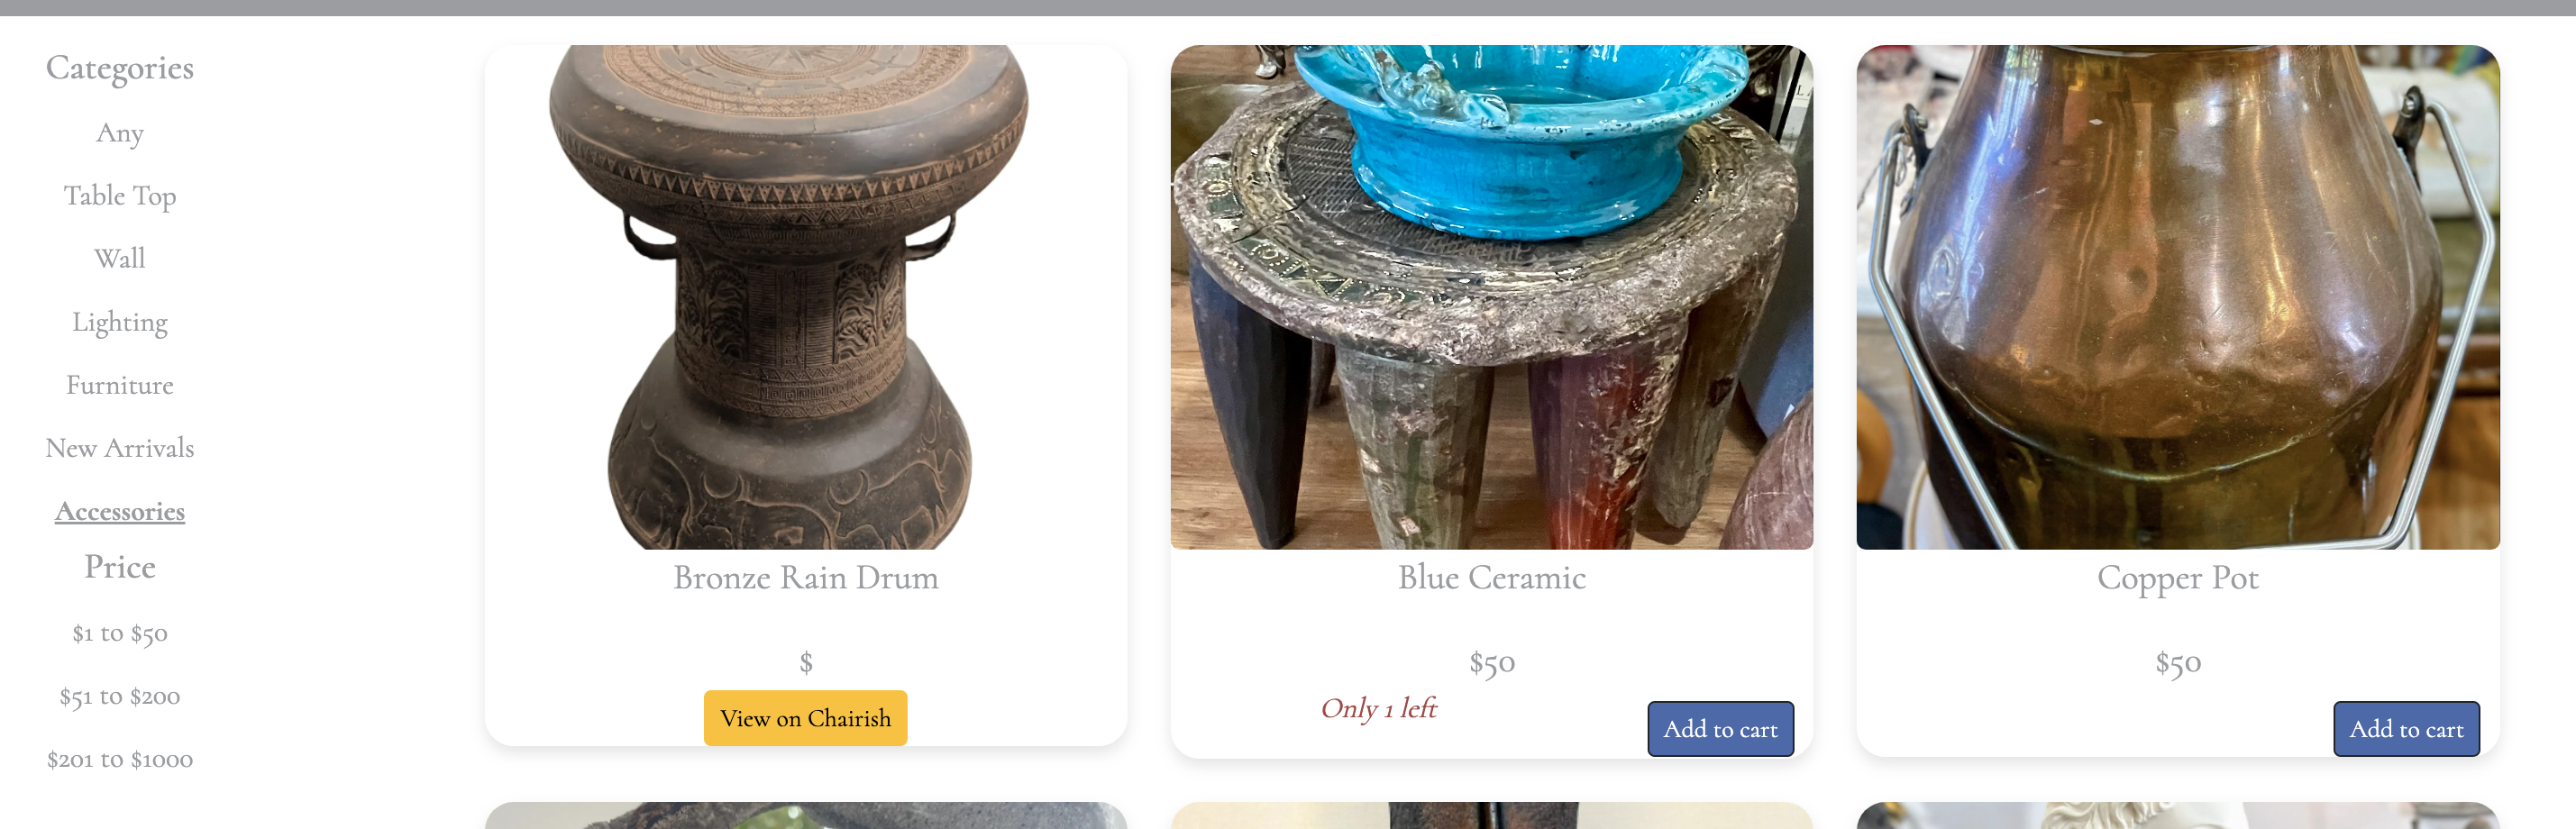 Categories
Any
Table Top
Wall
Lighting
Furniture
New Arrivals
Accessories
Price
$1 to $50
$51 to $200
$201 to $1000
Bronze Rain Drum
$
View on Chairish
Blue Ceramic
$50
Only 1 left
Add to cart
Copper Pot
$50
Add to cart